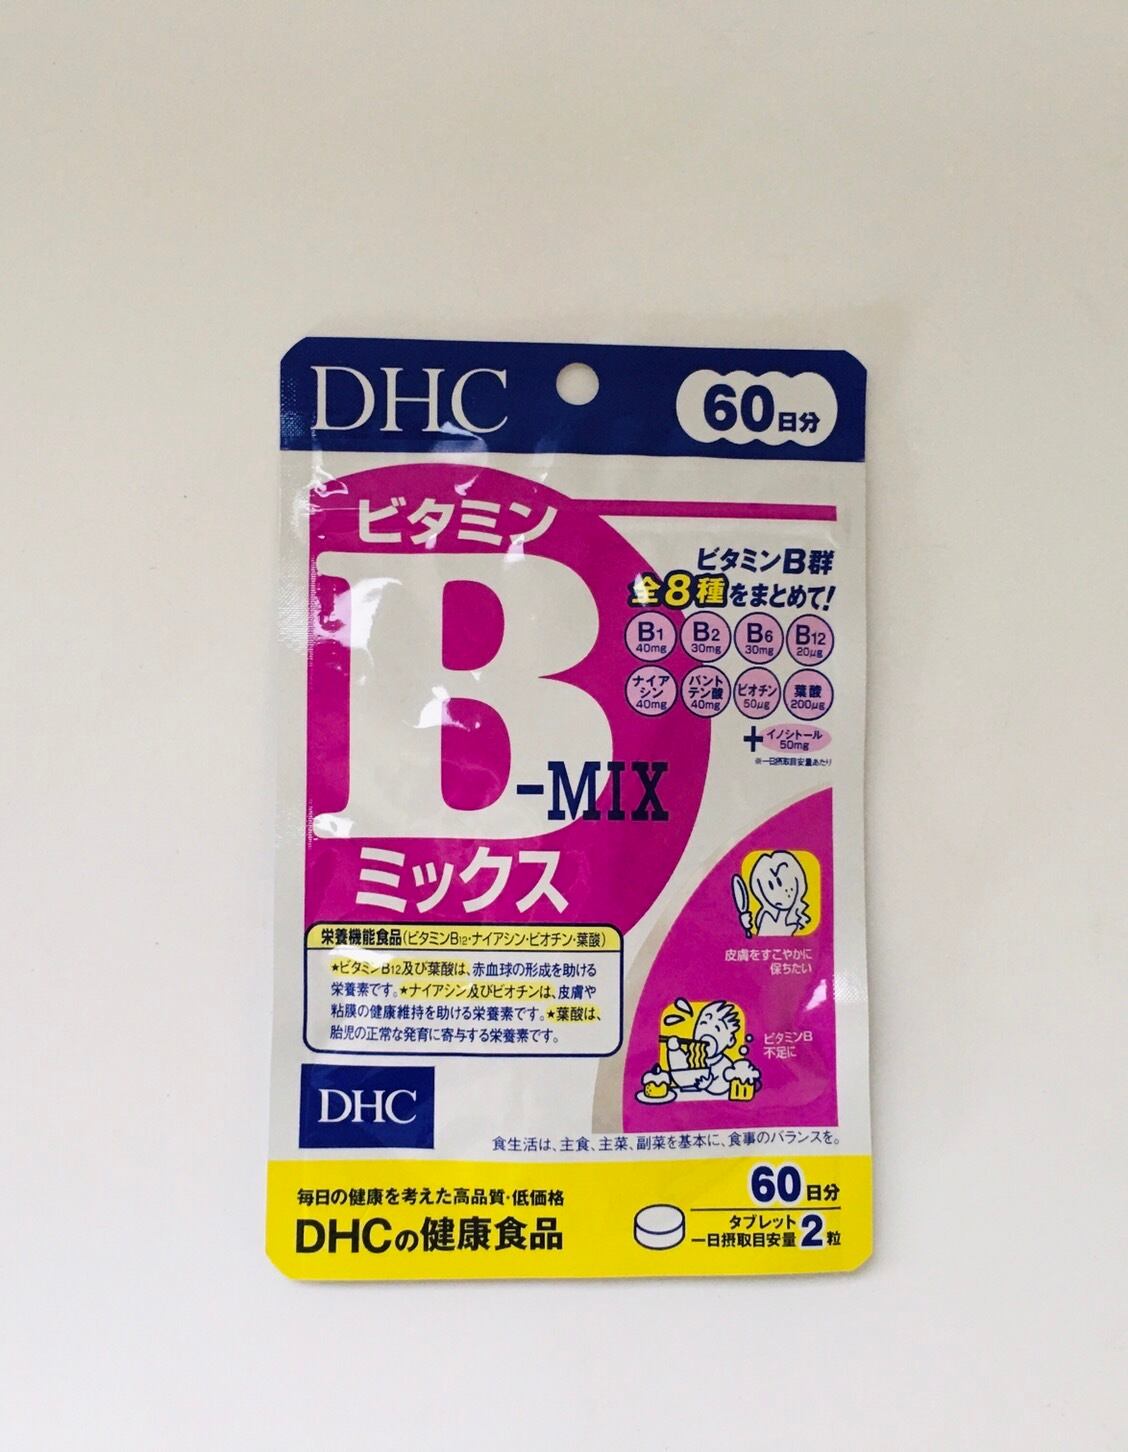 DHC
60日分
ビタミン
B
-MIX
ミックス
ビタミンB群
全8種をまとめて!
B1 40mg
B2 30mg
B6 30mg
B12 20μg
ナイアシン 40mg
パントテン酸 40mg
ビオチン 50μg
葉酸 200μg
+イノシトール 50mg
※一日摂取目安量あたり
皮膚をすこやかに
保ちたい
ビタミンB
不足に
栄養機能食品(ビタミンB12・ナイアシン・ビオチン・葉酸)
★ビタミンB12及び葉酸は、赤血球の形成を助ける
栄養素です。★ナイアシン及びビオチンは、皮膚や
粘膜の健康維持を助ける栄養素です。★葉酸は、
胎児の正常な発育に寄与する栄養素です。
DHC
食生活は、主食、主菜、副菜を基本に、食事のバランスを。
毎日の健康を考えた高品質・低価格
DHCの健康食品
60日分
タブレット
一日摂取目安量 2粒